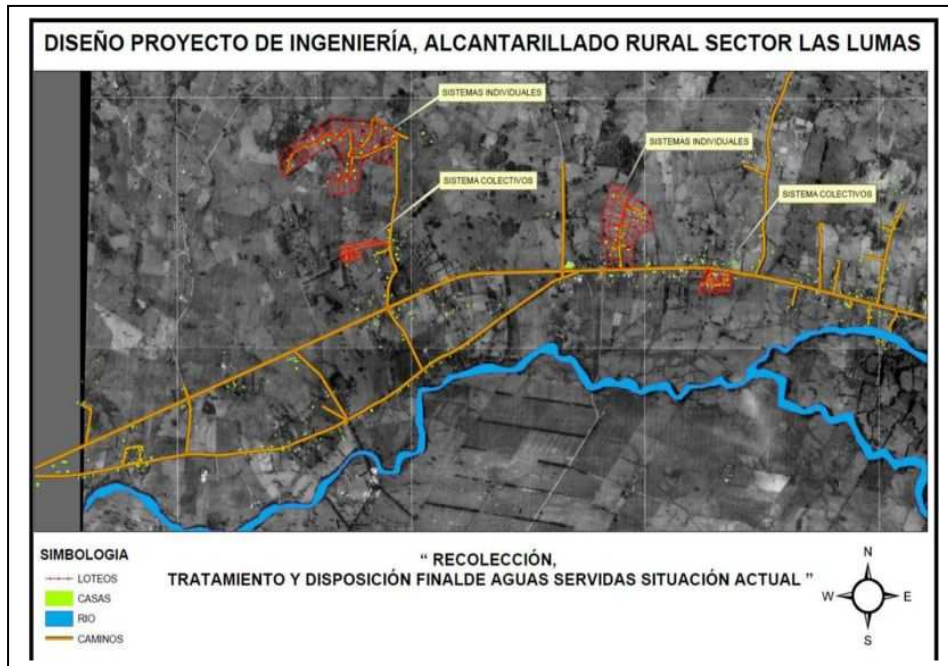 DISEÑO PROYECTO DE INGENIERÍA, ALCANTARILLADO RURAL SECTOR LAS LUMAS
SISTEMAS INDIVIDUALES
SISTEMAS INDIVIDUALES
SISTEMA COLECTIVOS
SISTEMA COLECTIVOS
SIMBOLOGIA
LOTEOS
CASAS
RIO
CAMINOS
“ RECOLECCIÓN,
TRATAMIENTO Y DISPOSICIÓN FINALDE AGUAS SERVIDAS SITUACIÓN ACTUAL ”
N
W E
S